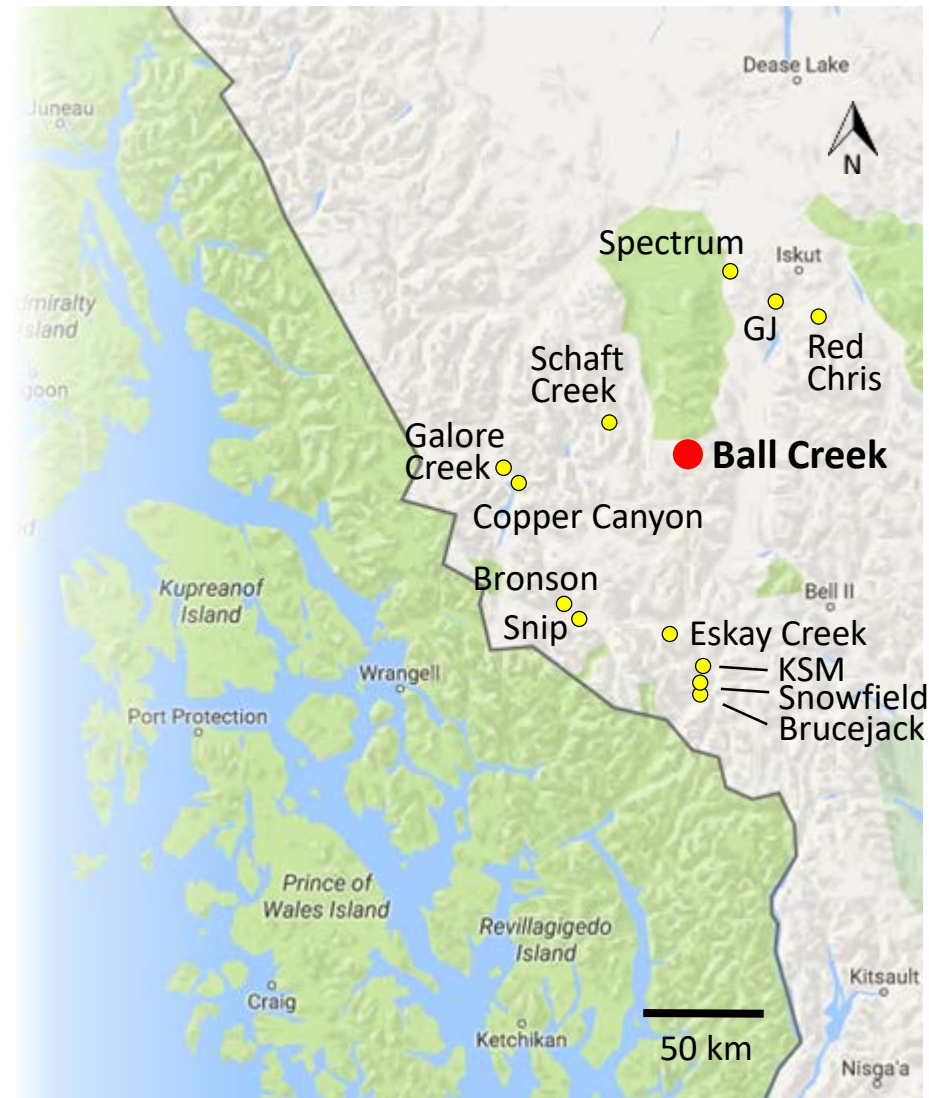 Dease Lake
Juneau
N
Spectrum
Iskut
GJ
Red
Chris
Schaft
Creek
Galore
Creek
Ball Creek
Copper Canyon
Bronson
Snip
Bell II
Eskay Creek
KSM
Snowfield
Brucejack
Kupreanof
Island
Wrangell
Port Protection
Prince of
Wales Island
Revillagigedo
Island
Craig
Ketchikan
Kitsault
50 km
Nisga'a
dmiralty
sland
goon